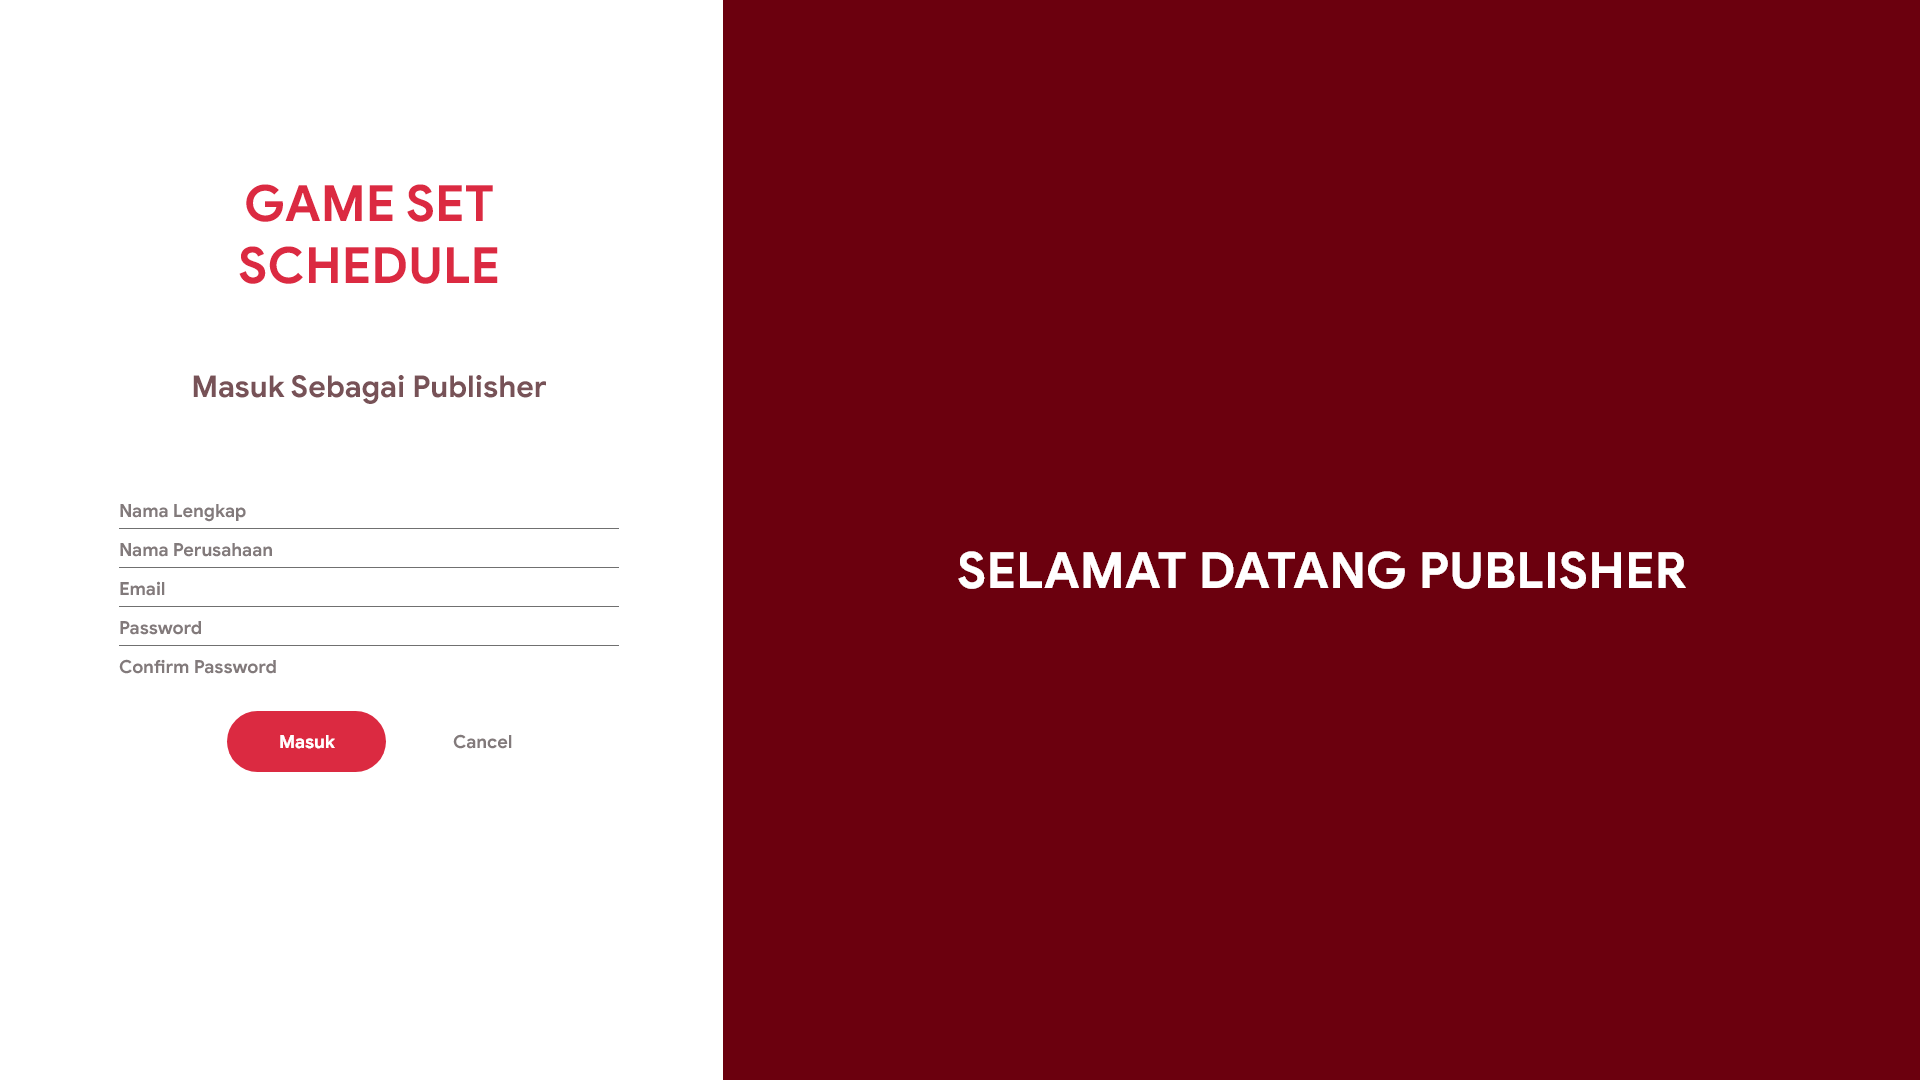 GAME SET
SCHEDULE
Masuk Sebagai Publisher
Nama Lengkap
Nama Perusahaan
Email
Password
Confirm Password
Masuk
Cancel
SELAMAT DATANG PUBLISHER